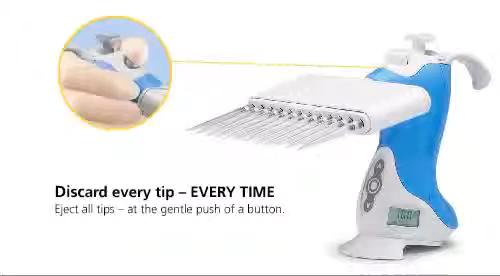 Discard every tip – EVERY TIME
Eject all tips – at the gentle push of a button.